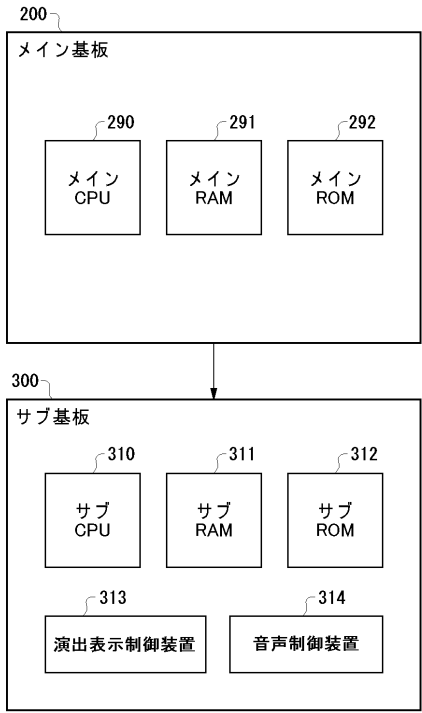 200
メイン基板
290
291
292
メイン
CPU
メイン
RAM
メイン
ROM
300
サブ基板
310
311
312
サブ
CPU
サブ
RAM
サブ
ROM
313
314
演出表示制御装置
音声制御装置